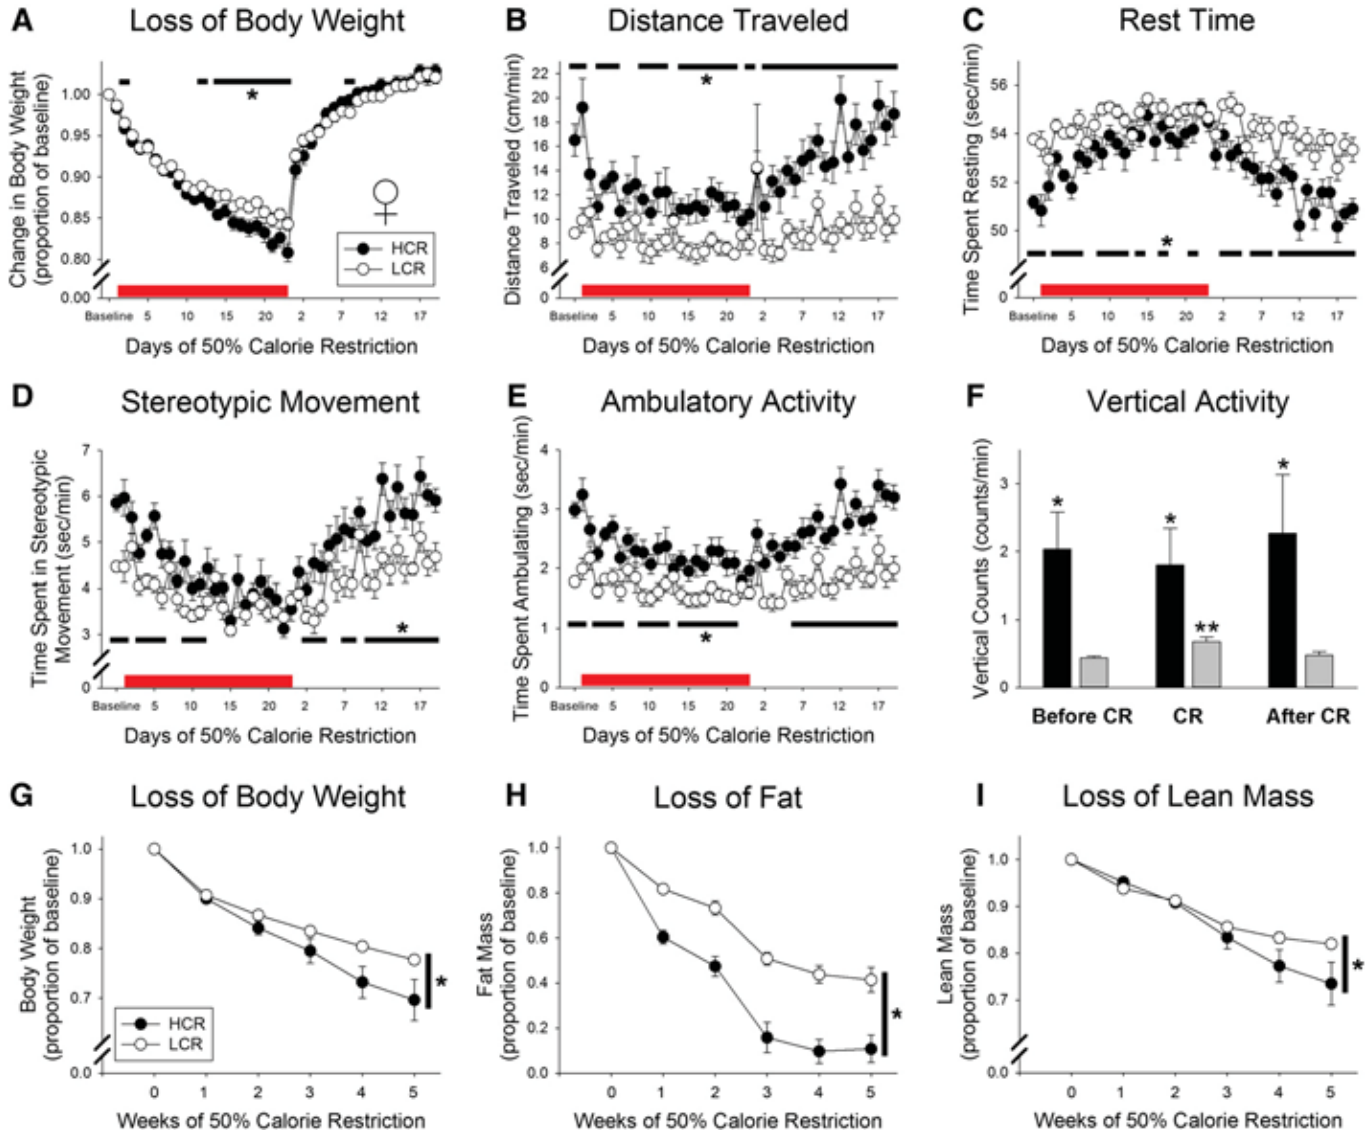 A Loss of Body Weight
Change in Body Weight
(proportion of baseline)
1.00
0.95
0.90
0.85
0.80
0.00
*
♀
HCR
LCR
Baseline 5 10 15 20 2 7 12 17
Days of 50% Calorie Restriction
B Distance Traveled
Distance Traveled (cm/min)
22
20
18
16
14
12
10
8
6
0
*
Baseline 5 10 15 20 2 7 12 17
Days of 50% Calorie Restriction
C Rest Time
Time Spent Resting (sec/min)
56
54
52
50
0
*
Baseline 5 10 15 20 2 7 12 17
Days of 50% Calorie Restriction
D Stereotypic Movement
Time Spent in Stereotypic
Movement (sec/min)
7
6
5
4
3
0
*
Baseline 5 10 15 20 2 7 12 17
Days of 50% Calorie Restriction
E Ambulatory Activity
Time Spent Ambulating (sec/min)
4
3
2
1
0
*
Baseline 5 10 15 20 2 7 12 17
Days of 50% Calorie Restriction
F Vertical Activity
Vertical Counts (counts/min)
3
2
1
0
* * ** *
Before CR CR After CR
G Loss of Body Weight
Body Weight
(proportion of baseline)
1.0
0.9
0.8
0.7
0.0
*
HCR
LCR
0 1 2 3 4 5
Weeks of 50% Calorie Restriction
H Loss of Fat
Fat Mass
(proportion of baseline)
1.0
0.8
0.6
0.4
0.2
0.0
*
0 1 2 3 4 5
Weeks of 50% Calorie Restriction
I Loss of Lean Mass
Lean Mass
(proportion of baseline)
1.0
0.9
0.8
0.7
0.0
*
0 1 2 3 4 5
Weeks of 50% Calorie Restriction